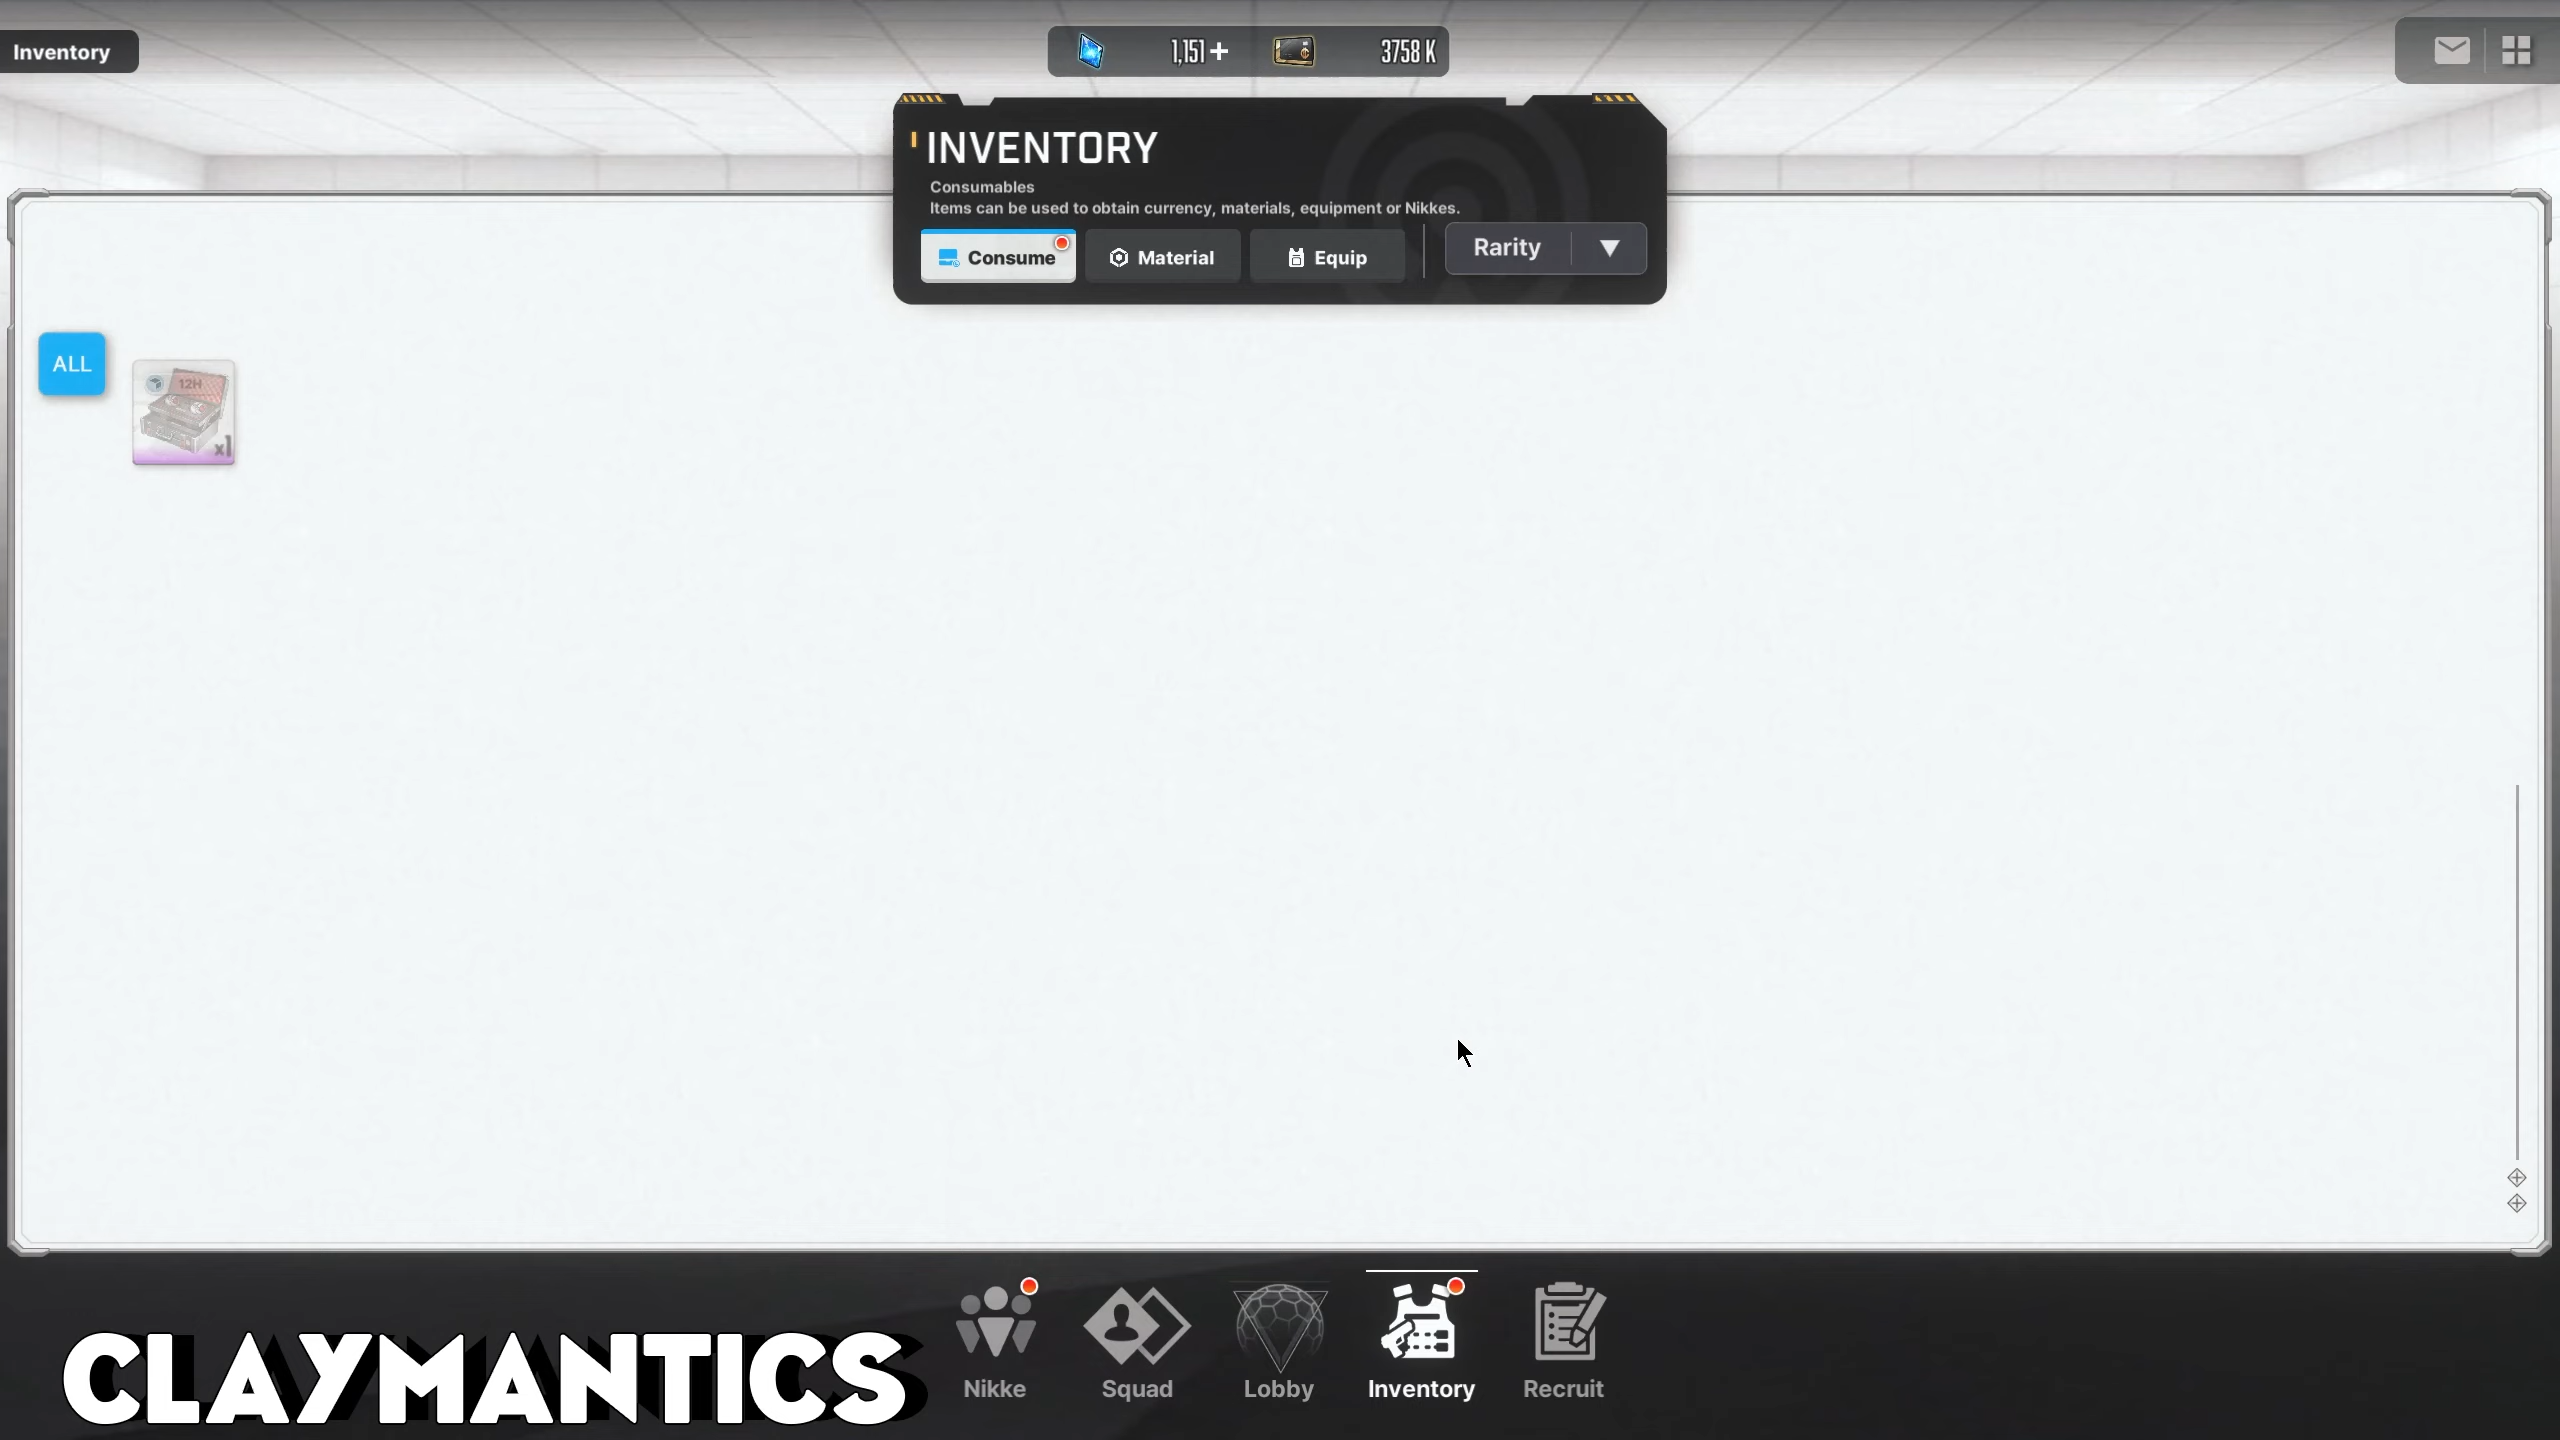 Inventory
1,151
3758 K
INVENTORY
Consumables
Items can be used to obtain currency, materials, equipment or Nikkes.
Consume
Material
Equip
Rarity
ALL
12H
x1
CLAYMANTICS
Nikke
Squad
Lobby
Inventory
Recruit